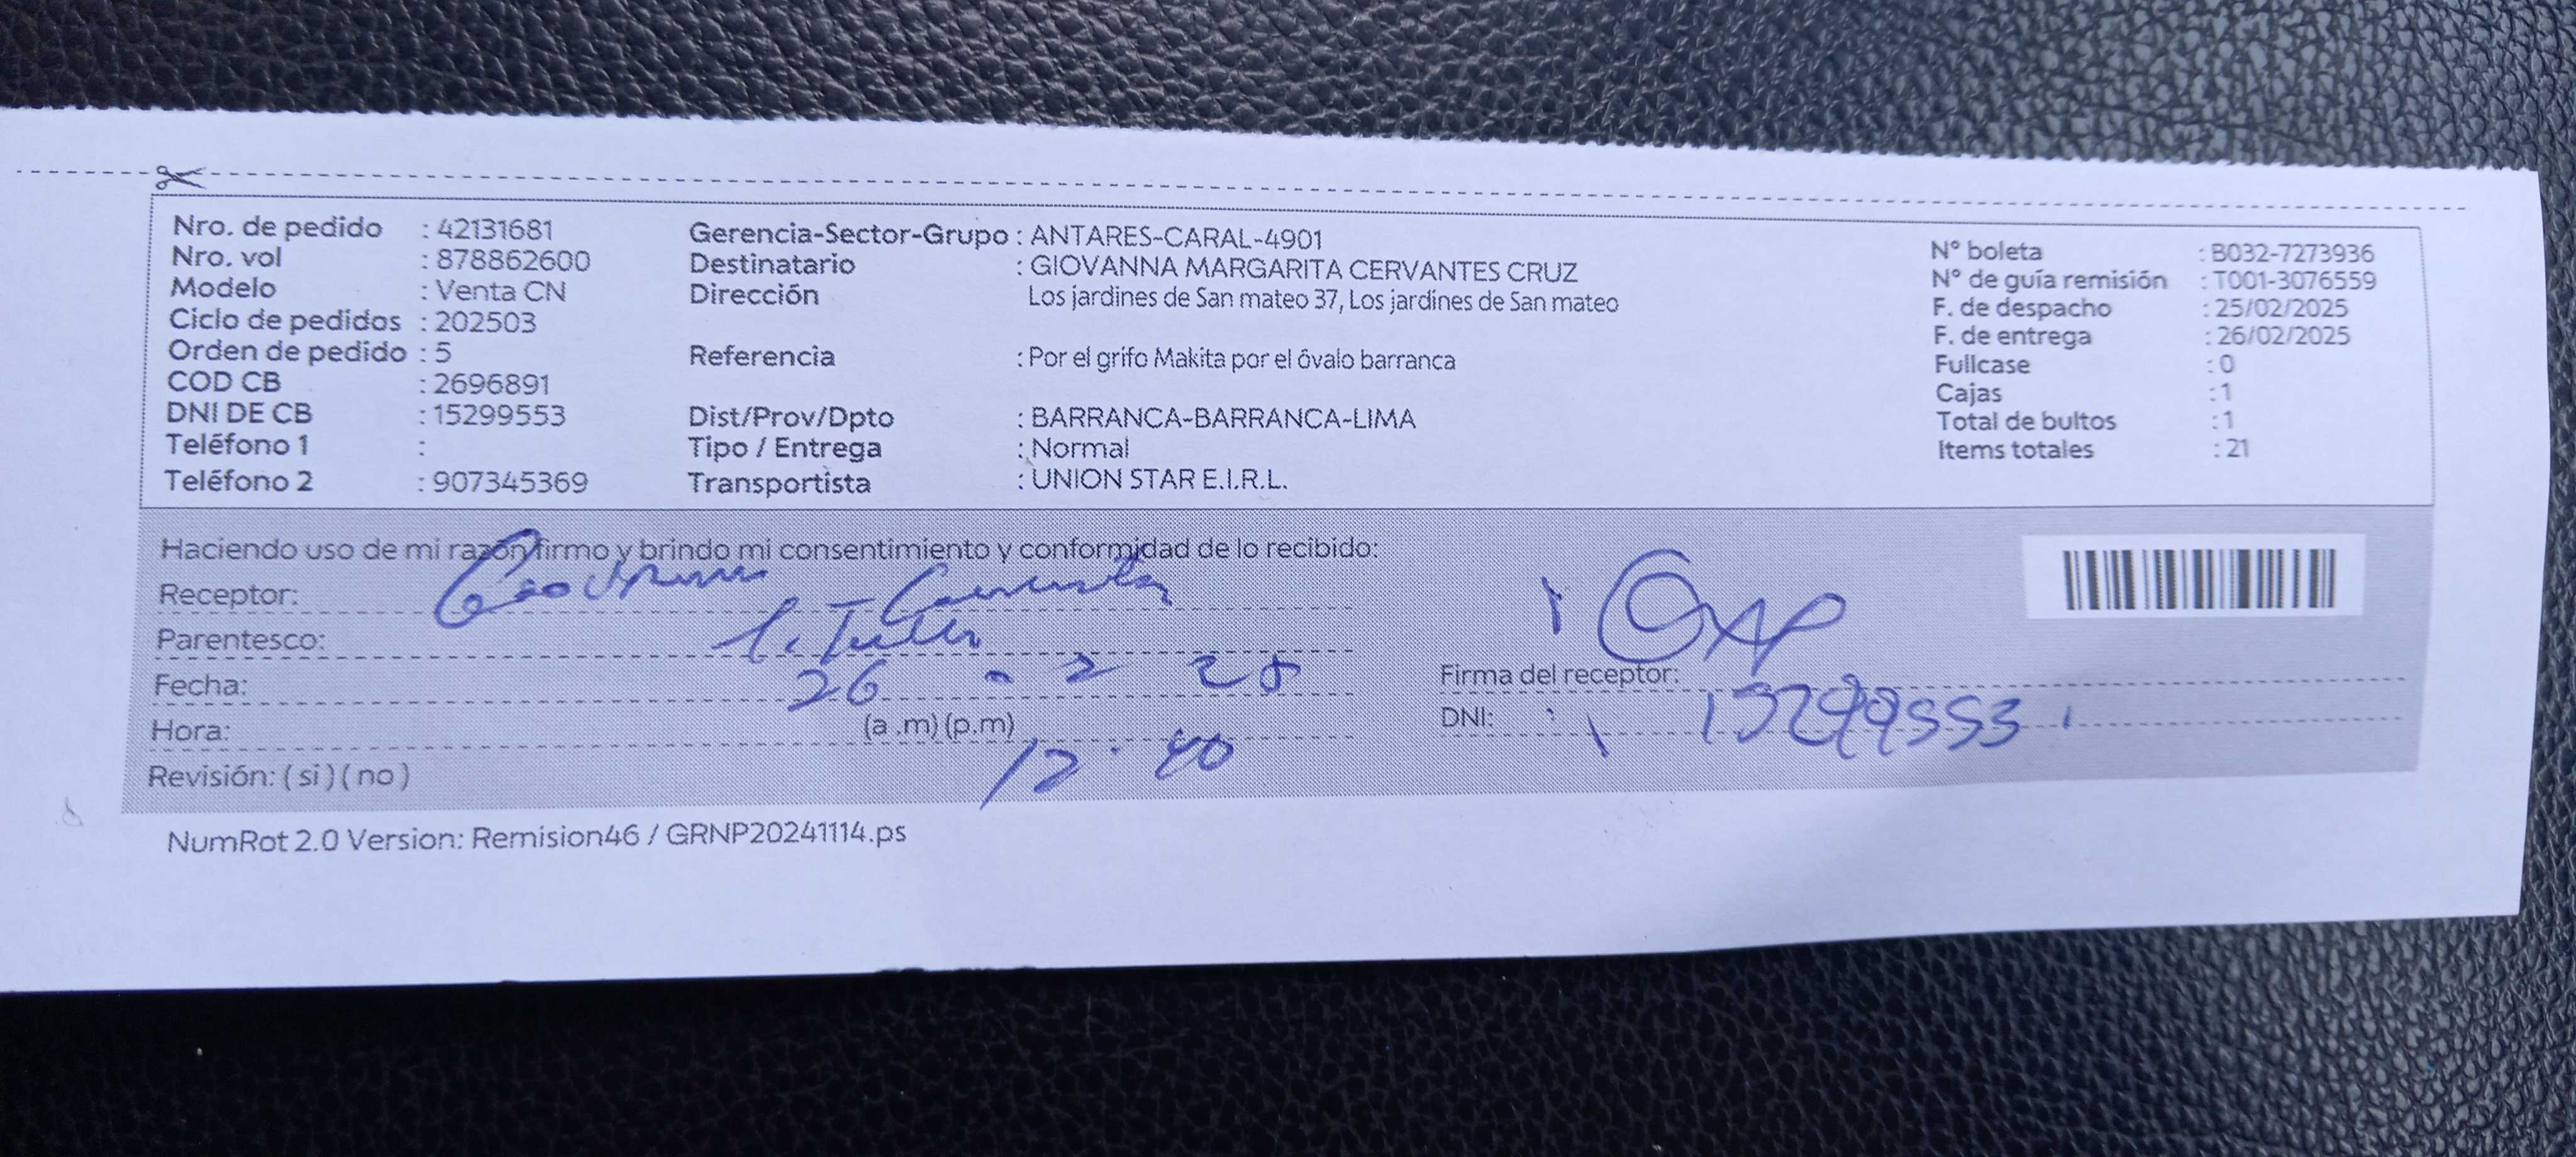 Nro. de pedido : 42131681 Gerencia-Sector-Grupo : ANTARES-CARAL-4901 N° boleta : B032-7273936
Nro. vol : 878862600 Destinatario : GIOVANNA MARGARITA CERVANTES CRUZ N° de guía remisión : T001-3076559
Modelo : Venta CN Dirección Los jardines de San mateo 37, Los jardines de San mateo F. de despacho : 25/02/2025
Ciclo de pedidos : 202503 F. de entrega : 26/02/2025
Orden de pedido : 5 Referencia : Por el grifo Makita por el óvalo barranca Fullcase : 0
COD CB : 2696891 Cajas : 1
DNI DE CB : 15299553 Dist/Prov/Dpto : BARRANCA-BARRANCA-LIMA Total de bultos : 1
Teléfono 1 : Tipo / Entrega : Normal Items totales : 21
Teléfono 2 : 907345369 Transportista : UNION STAR E.I.R.L.
Haciendo uso de mi razón firmo y brindo mi consentimiento y conformidad de lo recibido:
Receptor:
Parentesco:
Fecha: 26 - 2 25 Firma del receptor:
Hora: (a .m) (p.m) 12.40 DNI: 15299553
Revisión: ( si ) ( no )
NumRot 2.0 Version: Remision46 / GRNP20241114.ps